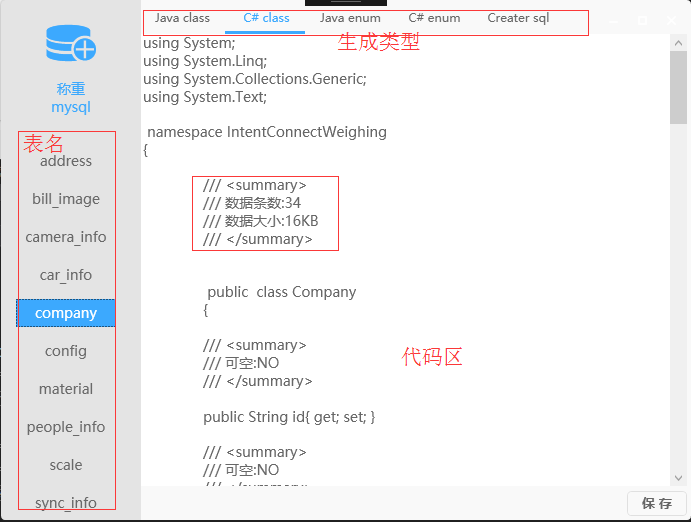 Java class C# class Java enum C# enum Creater sql
生成类型
称重
mysql
表名
address
bill_image
camera_info
car_info
company
config
material
people_info
scale
sync_info
using System;
using System.Linq;
using System.Collections.Generic;
using System.Text;
namespace IntentConnectWeighing
{
/// <summary>
/// 数据条数:34
/// 数据大小:16KB
/// </summary>
public class Company
{
/// <summary>
/// 可空:NO
/// </summary>
代码区
public String id{ get; set; }
/// <summary>
/// 可空:NO
/// </summary>
保 存